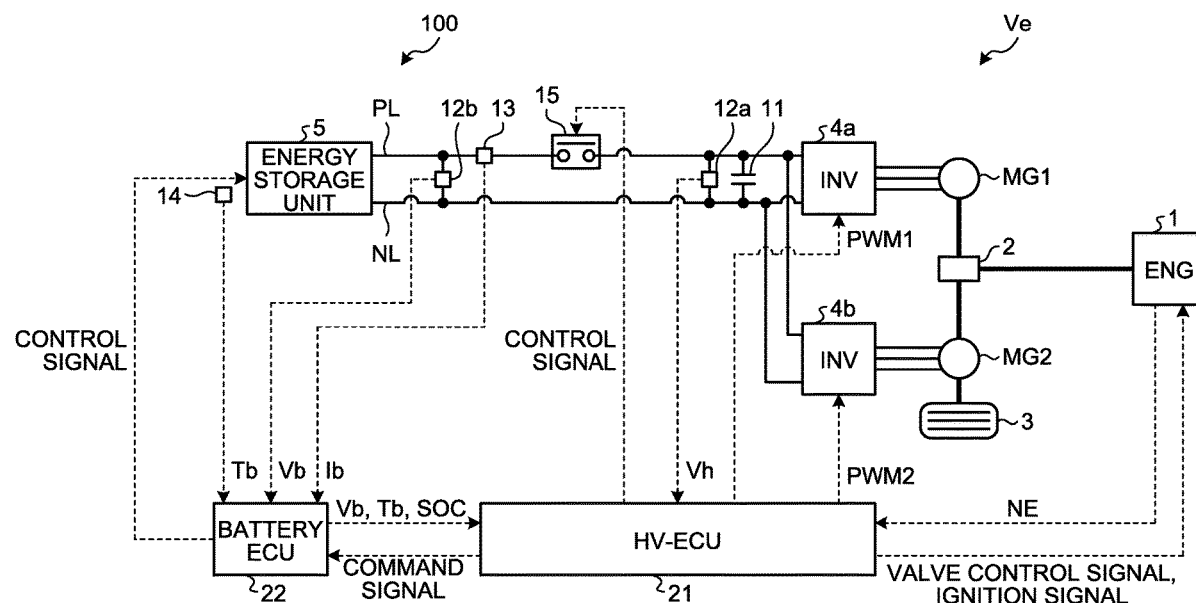 100
Ve
PL
12b
13
15
12a
11
4a
5
ENERGY
STORAGE
UNIT
INV
MG1
14
NL
PWM1
2
1
ENG
CONTROL
SIGNAL
CONTROL
SIGNAL
4b
INV
MG2
3
Tb
Vb
Ib
Vh
PWM2
Vb, Tb, SOC
NE
BATTERY
ECU
HV-ECU
COMMAND
SIGNAL
VALVE CONTROL SIGNAL,
IGNITION SIGNAL
22
21